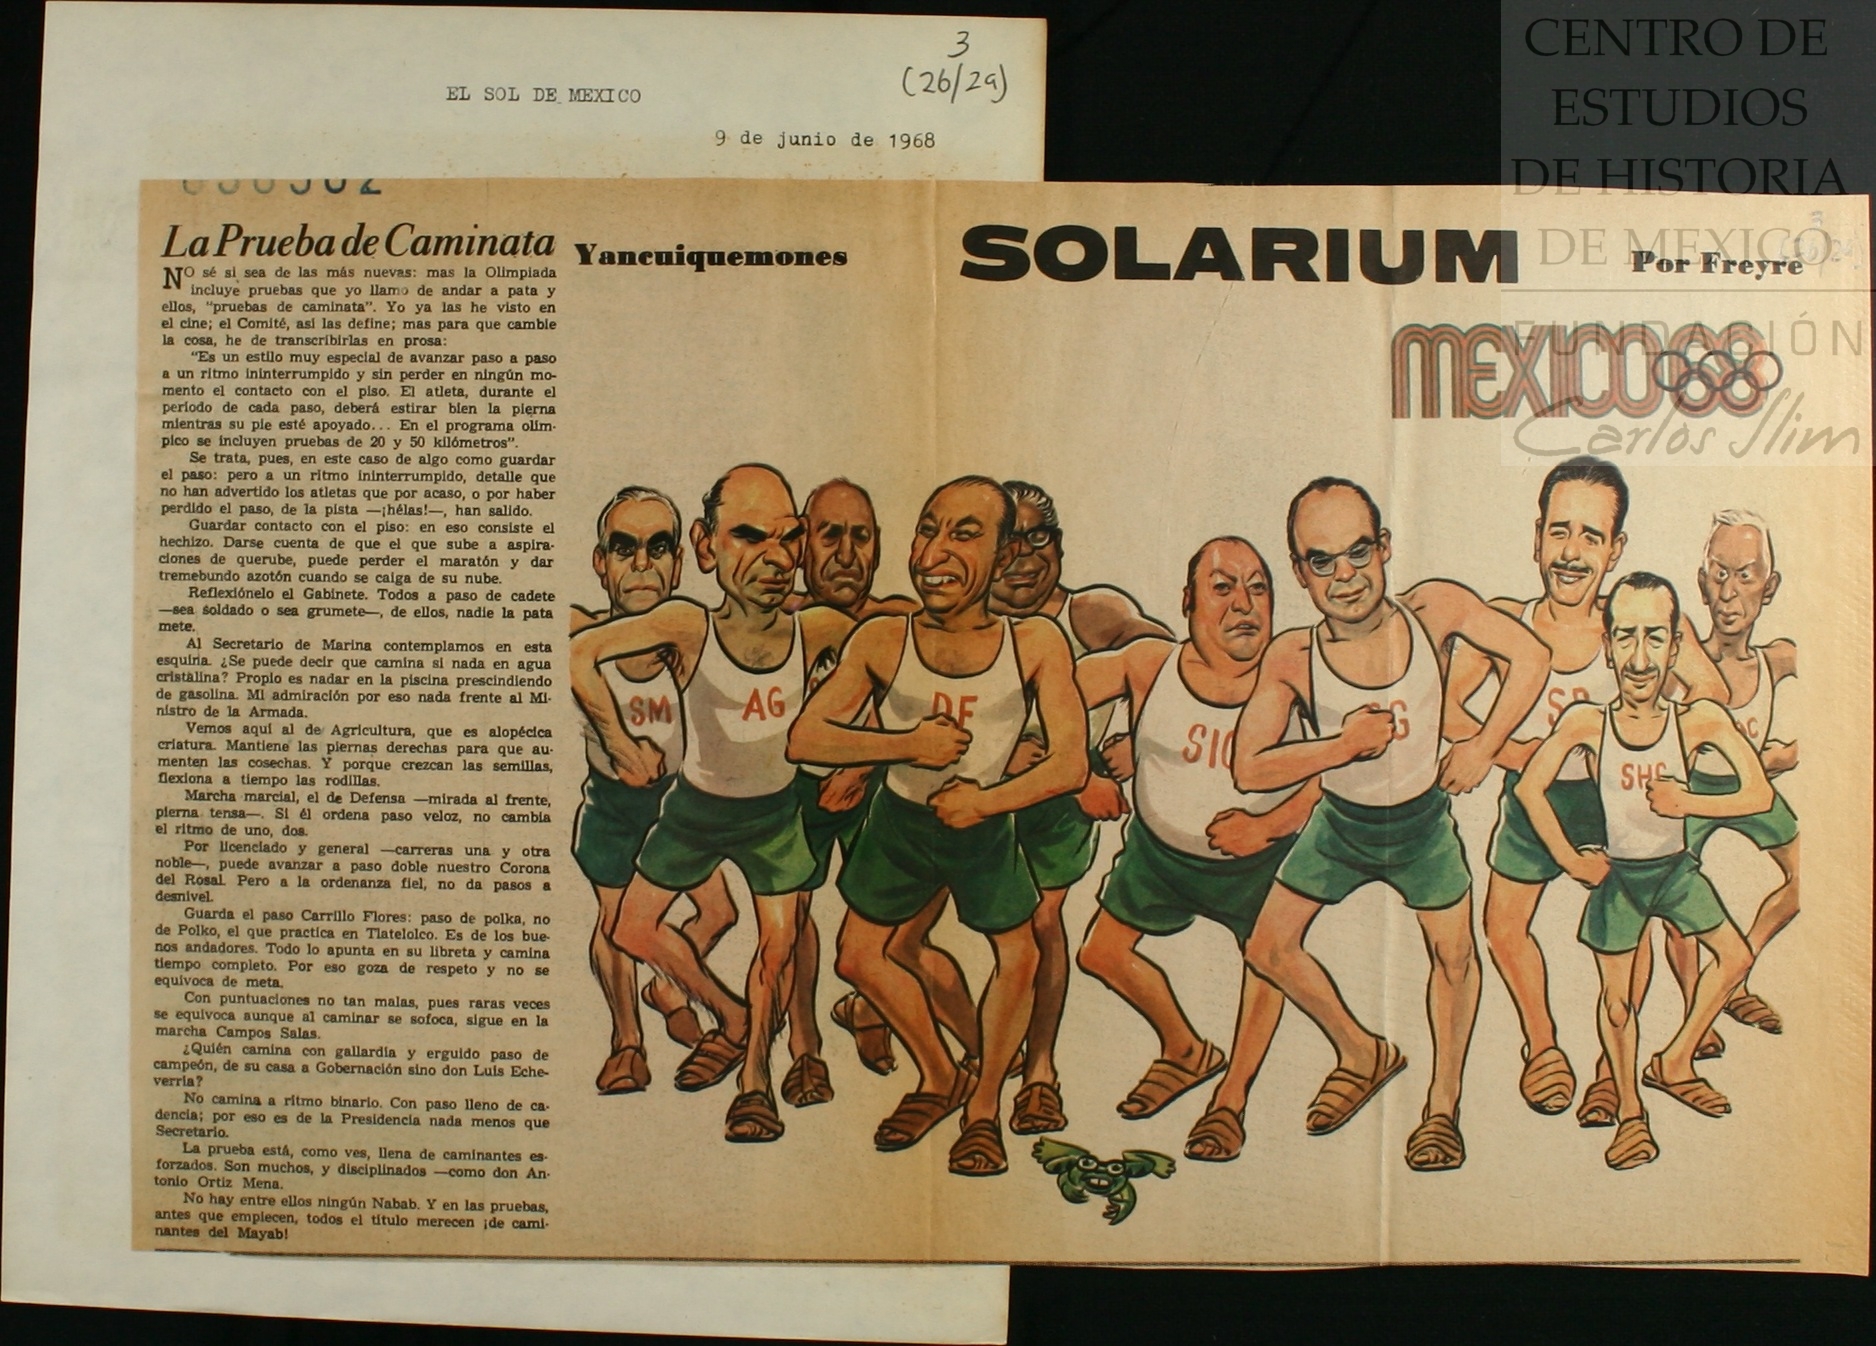 3
(26/29)
EL SOL DE MEXICO
9 de junio de 1968
La Prueba de Caminata
NO sé si sea de las más nuevas: mas la Olimpiada
incluye pruebas que yo llamo de andar a pata y
ellos, "pruebas de caminata". Yo ya las he visto en
el cine; el Comité, así las define; mas para que cambie
la cosa, he de transcribirlas en prosa:
"Es un estilo muy especial de avanzar paso a paso
a un ritmo ininterrumpido y sin perder en ningún mo-
mento el contacto con el piso. El atleta, durante el
período de cada paso, deberá estirar bien la pierna
mientras su pie esté apoyado... En el programa olím-
pico se incluyen pruebas de 20 y 50 kilómetros".
Se trata, pues, en este caso de algo como guardar
el paso: pero a un ritmo ininterrumpido, detalle que
no han advertido los atletas que por acaso, o por haber
perdido el paso, de la pista —¡hélas!—, han salido.
Guardar contacto con el piso: en eso consiste el
hechizo. Darse cuenta de que el que sube a aspira-
ciones de querube, puede perder el maratón y dar
tremebundo azotón cuando se caiga de su nube.
Reflexiónelo el Gabinete. Todos a paso de cadete
—sea soldado o sea grumete—, de ellos, nadie la pata
mete.
Al Secretario de Marina contemplamos en esta
esquina. ¿Se puede decir que camina si nada en agua
cristalina? Propio es nadar en la piscina prescindiendo
de gasolina. Mi admiración por eso nada frente al Mi-
nistro de la Armada.
Vemos aquí al de Agricultura, que es alopécica
criatura. Mantiene las piernas derechas para que au-
menten las cosechas. Y porque crezcan las semillas,
flexiona a tiempo las rodillas.
Marcha marcial, el de Defensa —mirada al frente,
pierna tensa—. Si él ordena paso veloz, no cambia
el ritmo de uno, dos.
Por licenciado y general —carreras una y otra
noble—, puede avanzar a paso doble nuestro Corona
del Rosal. Pero a la ordenanza fiel, no da pasos a
desnivel.
Guarda el paso Carrillo Flores: paso de polka, no
de Polko, el que practica en Tlatelolco. Es de los bue-
nos andadores. Todo lo apunta en su libreta y camina
tiempo completo. Por eso goza de respeto y no se
equivoca de meta.
Con puntuaciones no tan malas, pues raras veces
se equivoca aunque al caminar se sofoca, sigue en la
marcha Campos Salas.
¿Quién camina con gallardía y erguido paso de
campeón, de su casa a Gobernación sino don Luis Eche-
verría?
No camina a ritmo binario. Con paso lleno de ca-
dencia; por eso es de la Presidencia nada menos que
Secretario.
La prueba está, como ves, llena de caminantes es-
forzados. Son muchos, y disciplinados —como don An-
tonio Ortiz Mena.
No hay entre ellos ningún Nabab. Y en las pruebas,
antes que empiecen, todos el título merecen ¡de cami-
nantes del Mayab!
Yancuiquemones
SOLARIUM
Por Freyre
MEXICO68
SM
AG
DF
SIC
G
SP
SHC
CENTRO DE
ESTUDIOS
DE HISTORIA
DE MEXICO
FUNDACIÓN
Carlos Slim